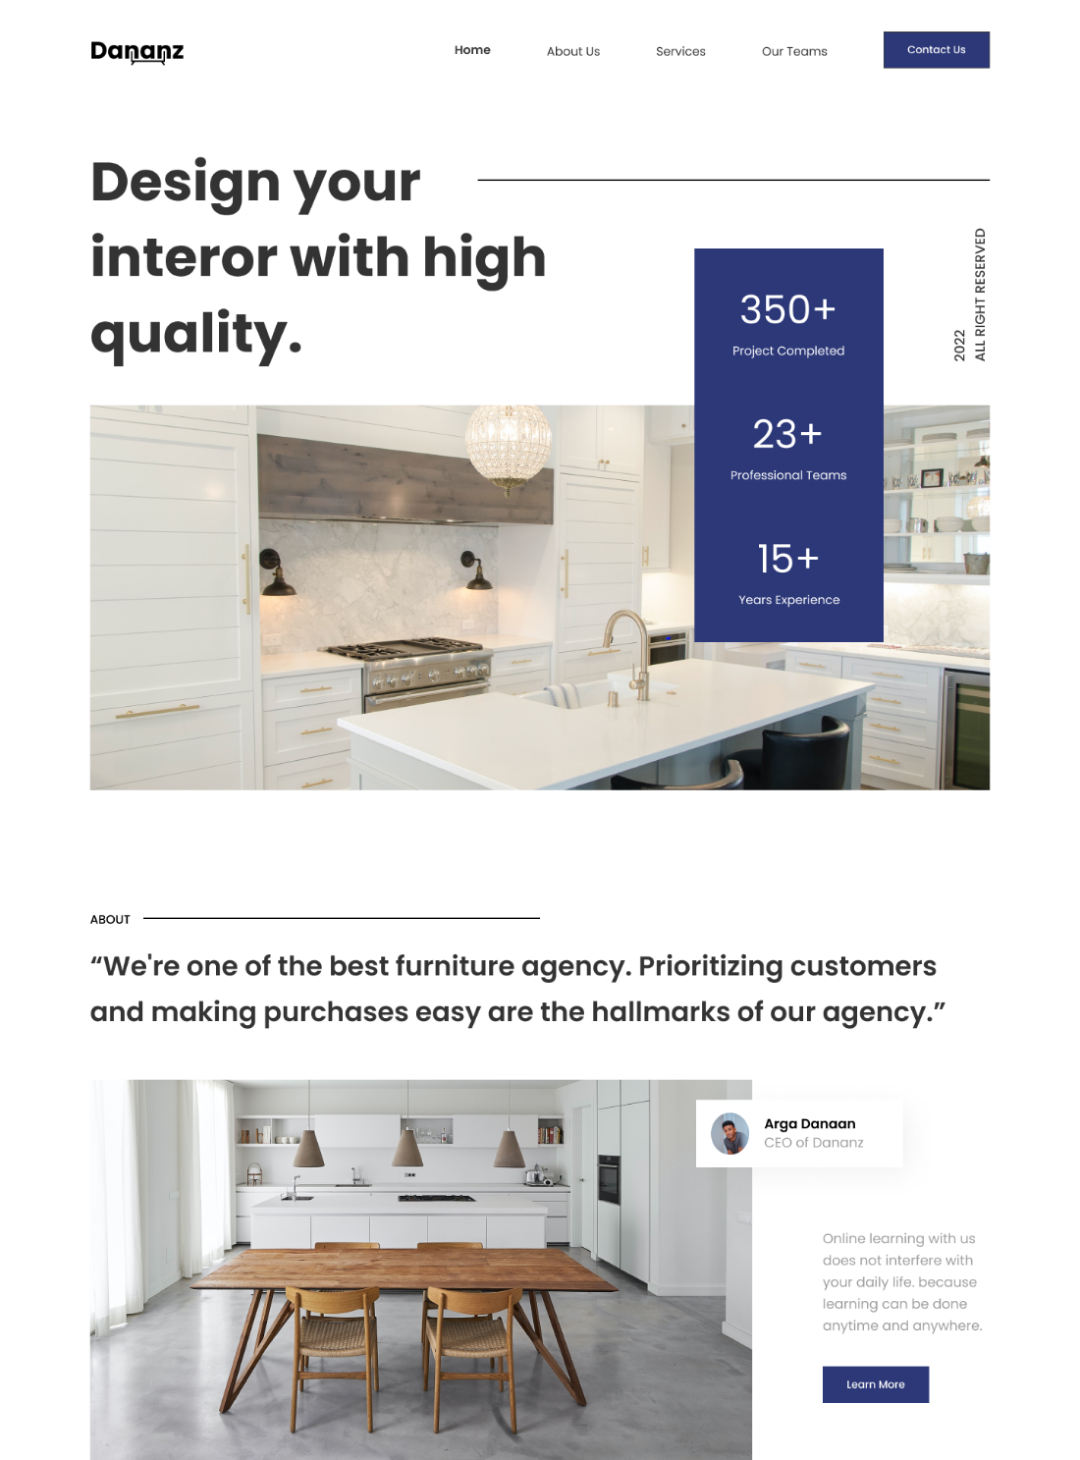 Dananz
Home
About Us
Services
Our Teams
Contact Us
Design your
interor with high
quality.
350+
Project Completed
23+
Professional Teams
15+
Years Experience
2022
ALL RIGHT RESERVED
ABOUT
“We're one of the best furniture agency. Prioritizing customers
and making purchases easy are the hallmarks of our agency.”
Arga Danaan
CEO of Dananz
Online learning with us
does not interfere with
your daily life. because
learning can be done
anytime and anywhere.
Learn More